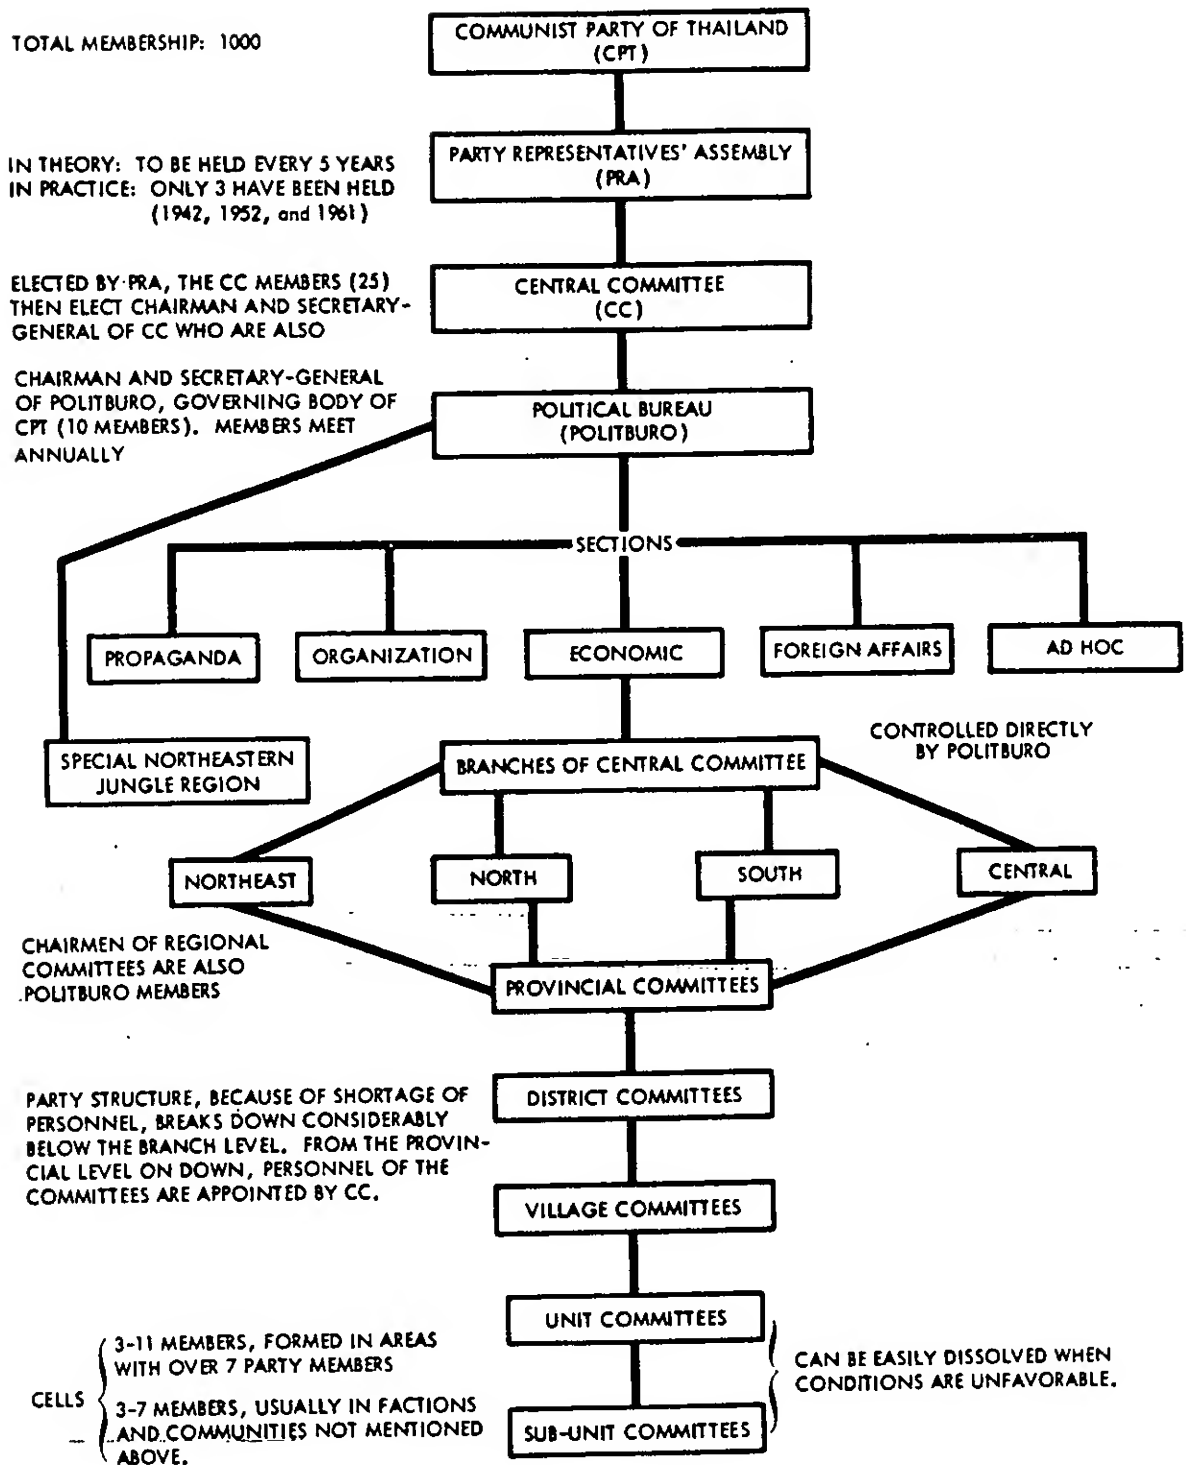 TOTAL MEMBERSHIP: 1000
COMMUNIST PARTY OF THAILAND
(CPT)
IN THEORY: TO BE HELD EVERY 5 YEARS
IN PRACTICE: ONLY 3 HAVE BEEN HELD
(1942, 1952, and 1961)
PARTY REPRESENTATIVES' ASSEMBLY
(PRA)
ELECTED BY PRA, THE CC MEMBERS (25)
THEN ELECT CHAIRMAN AND SECRETARY-
GENERAL OF CC WHO ARE ALSO
CENTRAL COMMITTEE
(CC)
CHAIRMAN AND SECRETARY-GENERAL
OF POLITBURO, GOVERNING BODY OF
CPT (10 MEMBERS). MEMBERS MEET
ANNUALLY
POLITICAL BUREAU
(POLITBURO)
SECTIONS
PROPAGANDA
ORGANIZATION
ECONOMIC
FOREIGN AFFAIRS
AD HOC
SPECIAL NORTHEASTERN
JUNGLE REGION
BRANCHES OF CENTRAL COMMITTEE
CONTROLLED DIRECTLY
BY POLITBURO
NORTHEAST
NORTH
SOUTH
CENTRAL
CHAIRMEN OF REGIONAL
COMMITTEES ARE ALSO
POLITBURO MEMBERS
PROVINCIAL COMMITTEES
PARTY STRUCTURE, BECAUSE OF SHORTAGE OF
PERSONNEL, BREAKS DOWN CONSIDERABLY
BELOW THE BRANCH LEVEL. FROM THE PROVIN-
CIAL LEVEL ON DOWN, PERSONNEL OF THE
COMMITTEES ARE APPOINTED BY CC.
DISTRICT COMMITTEES
VILLAGE COMMITTEES
UNIT COMMITTEES
CELLS
3-11 MEMBERS, FORMED IN AREAS
WITH OVER 7 PARTY MEMBERS
3-7 MEMBERS, USUALLY IN FACTIONS
AND COMMUNITIES NOT MENTIONED
ABOVE.
SUB-UNIT COMMITTEES
CAN BE EASILY DISSOLVED WHEN
CONDITIONS ARE UNFAVORABLE.